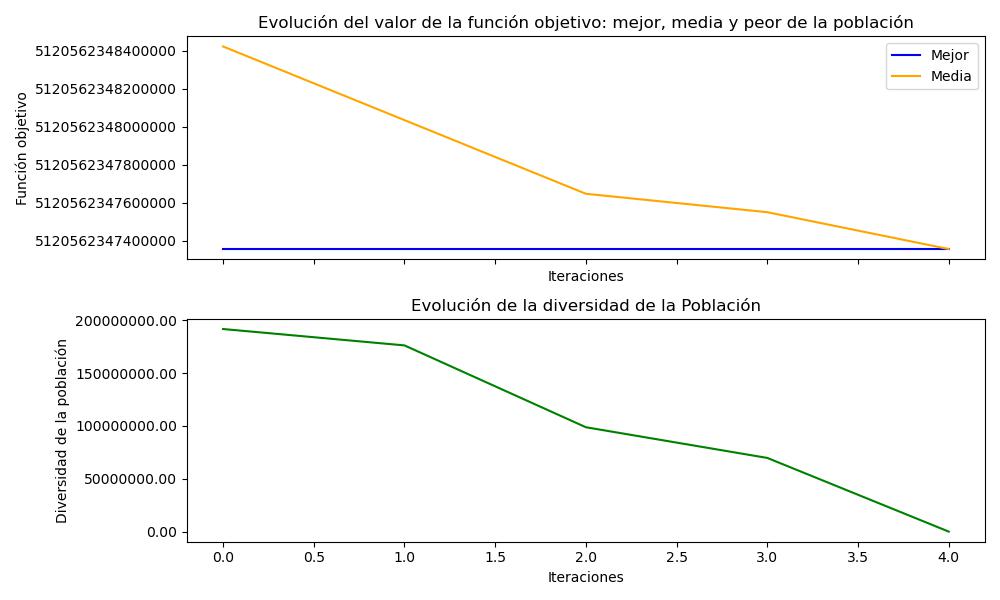 Evolución del valor de la función objetivo: mejor, media y peor de la población
Función objetivo
5120562348400000
5120562348200000
5120562348000000
5120562347800000
5120562347600000
5120562347400000
Mejor
Media
Iteraciones
Evolución de la diversidad de la Población
Diversidad de la población
200000000.00
150000000.00
100000000.00
50000000.00
0.00
0.0 0.5 1.0 1.5 2.0 2.5 3.0 3.5 4.0
Iteraciones